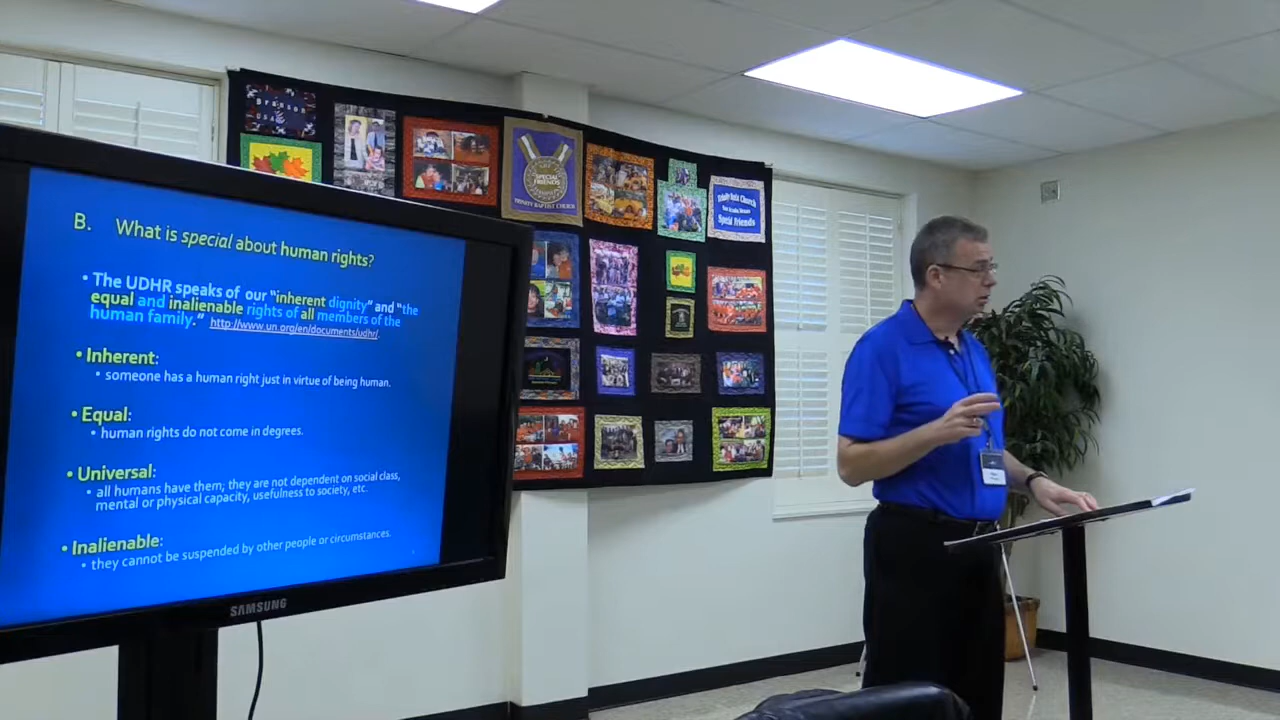 B. What is special about human rights?
• The UDHR speaks of our "inherent dignity" and "the
equal and inalienable rights of all members of the
human family." http://www.un.org/en/documents/udhr/.
• Inherent:
• someone has a human right just in virtue of being human.
• Equal:
• human rights do not come in degrees.
• Universal:
• all humans have them; they are not dependent on social class,
mental or physical capacity, usefulness to society, etc.
• Inalienable:
• they cannot be suspended by other people or circumstances.
SAMSUNG
SPECIAL
FRIENDS
TRINITY BAPTIST CHURCH
Special Friends